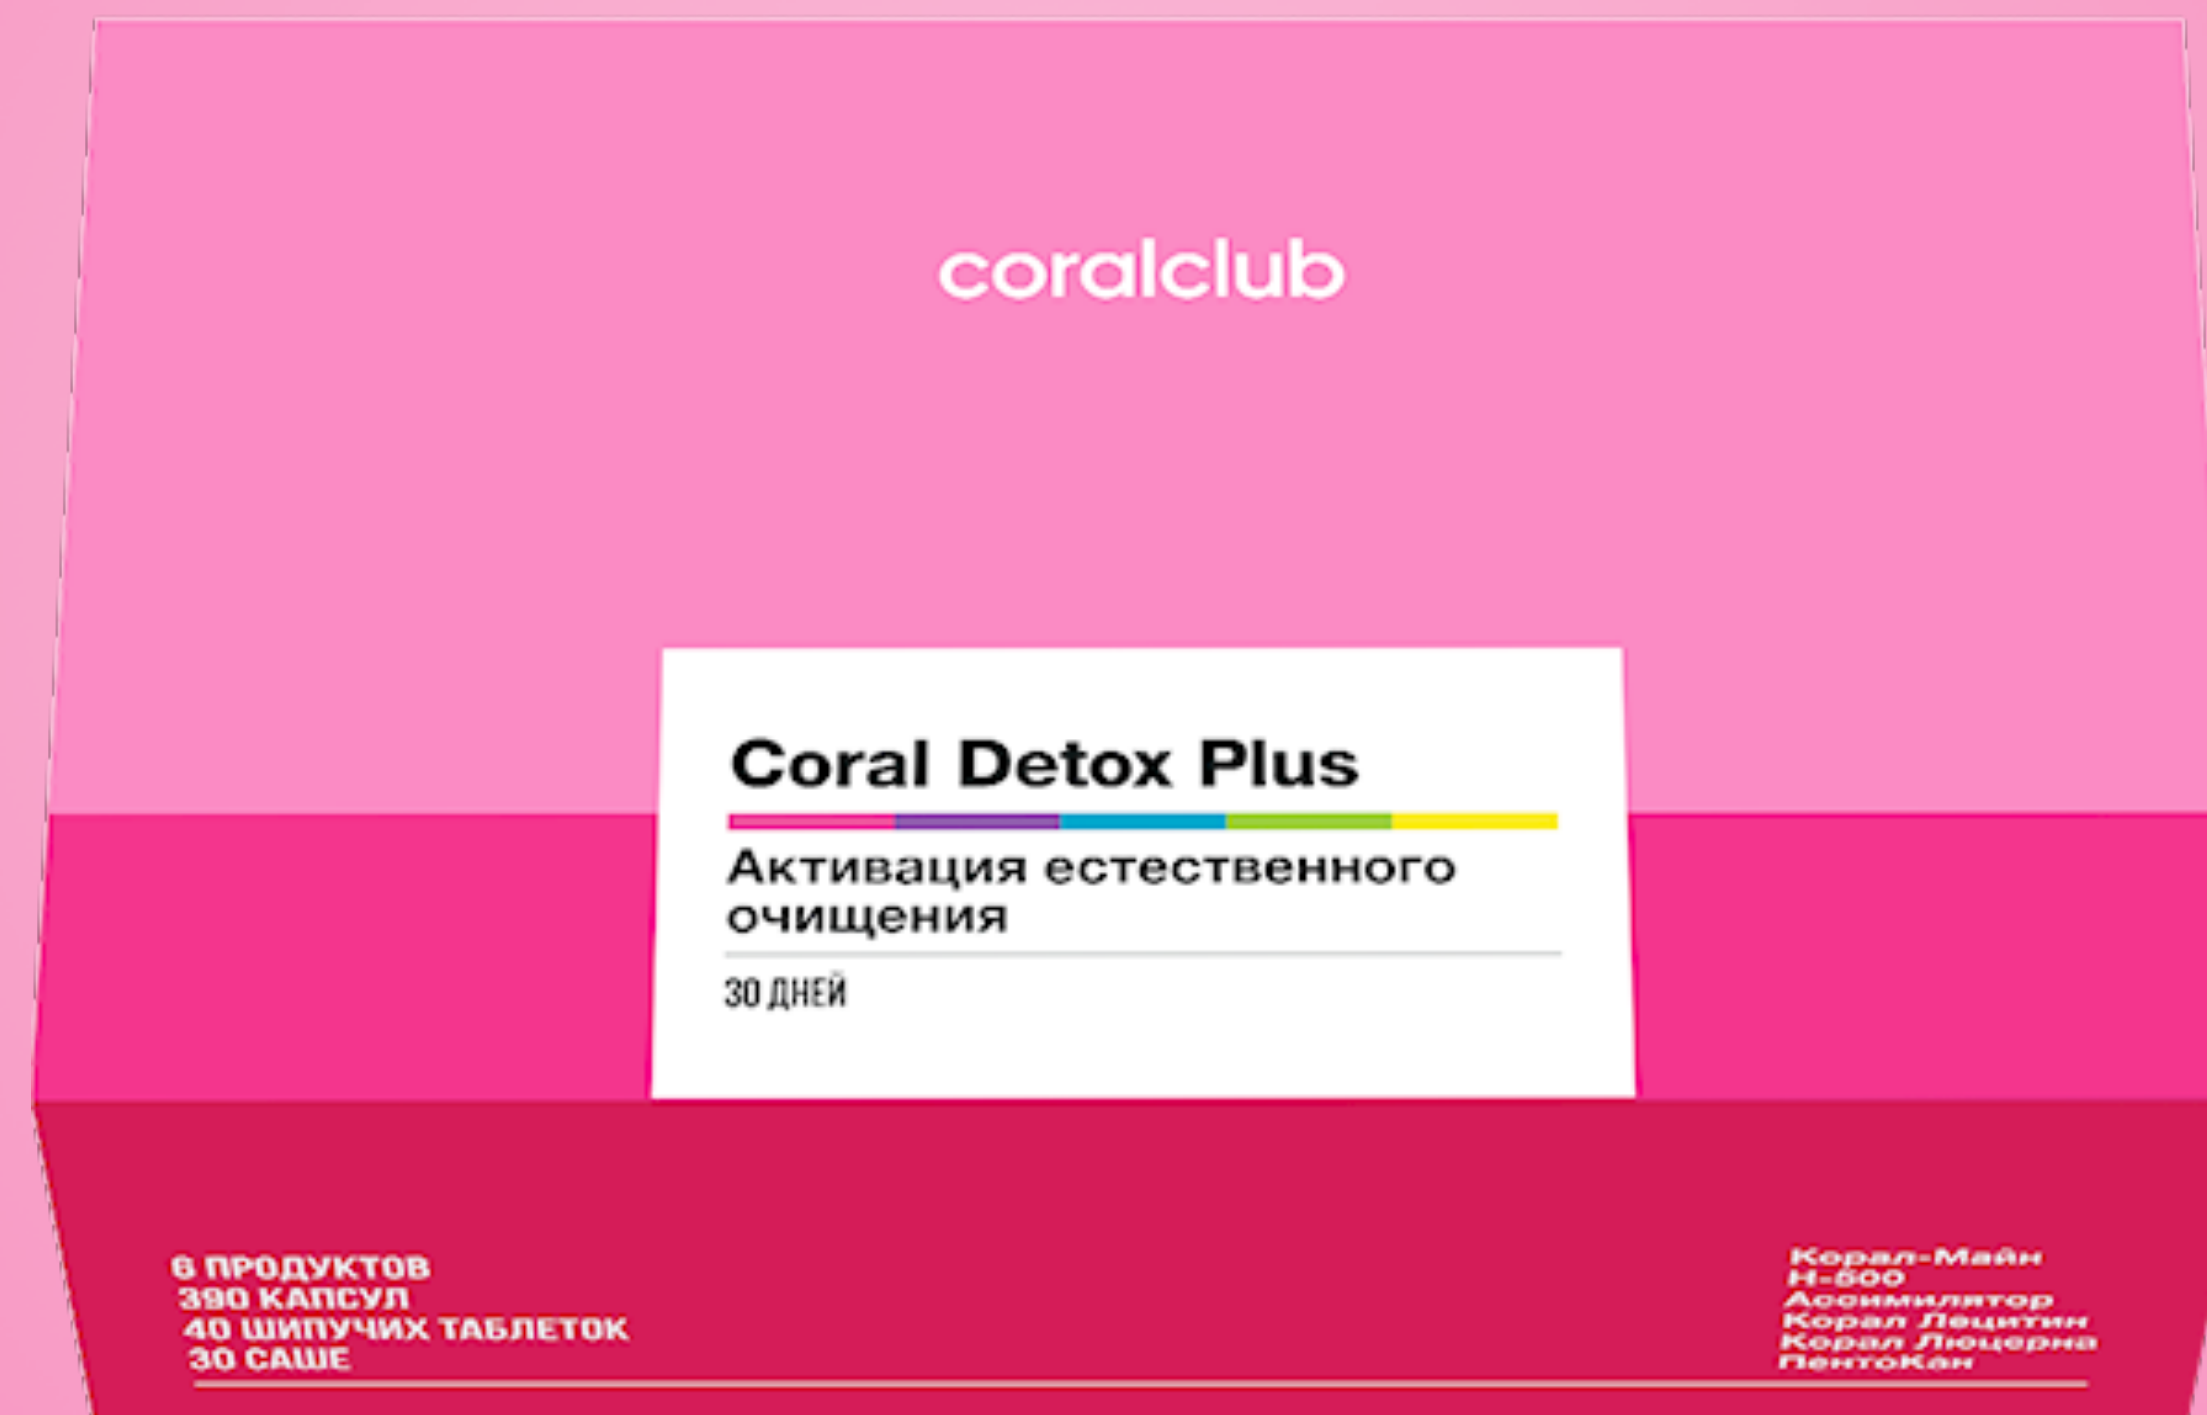 coralclub
Coral Detox Plus
Активация естественного
очищения
30 ДНЕЙ
6 ПРОДУКТОВ
390 КАПСУЛ
40 ШИПУЧИХ ТАБЛЕТОК
30 САШЕ
Корал-Майн
H-500
Ассимилятор
Корал Лецитин
Корал Люцерна
ПентоКан